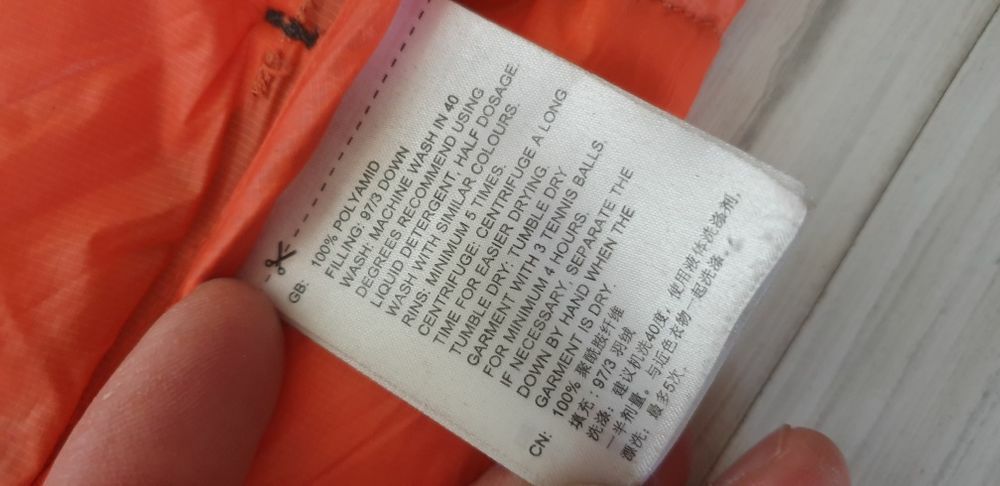 GB: 100% POLYAMID
FILLING: 97/3 DOWN
WASH: MACHINE WASH IN 40
DEGREES RECOMMEND USING
LIQUID DETERGENT, HALF DOSAGE.
WASH WITH SIMILAR COLOURS.
RINS: MINIMUM 5 TIMES.
CENTRIFUGE: CENTRIFUGE A LONG
TIME FOR EASIER DRYING.
TUMBLE DRY: TUMBLE DRY
GARMENT WITH 3 TENNIS BALLS,
FOR MINIMUM 4 HOURS.
IF NECESSARY, SEPARATE THE
DOWN BY HAND WHEN THE
GARMENT IS DRY.
CN: 100% 聚酰胺纤维
填充：97/3 羽绒
洗涤：建议机洗40度，使用液体洗涤剂，
一半剂量。与近色衣物一起洗涤。
漂洗：最多5次.